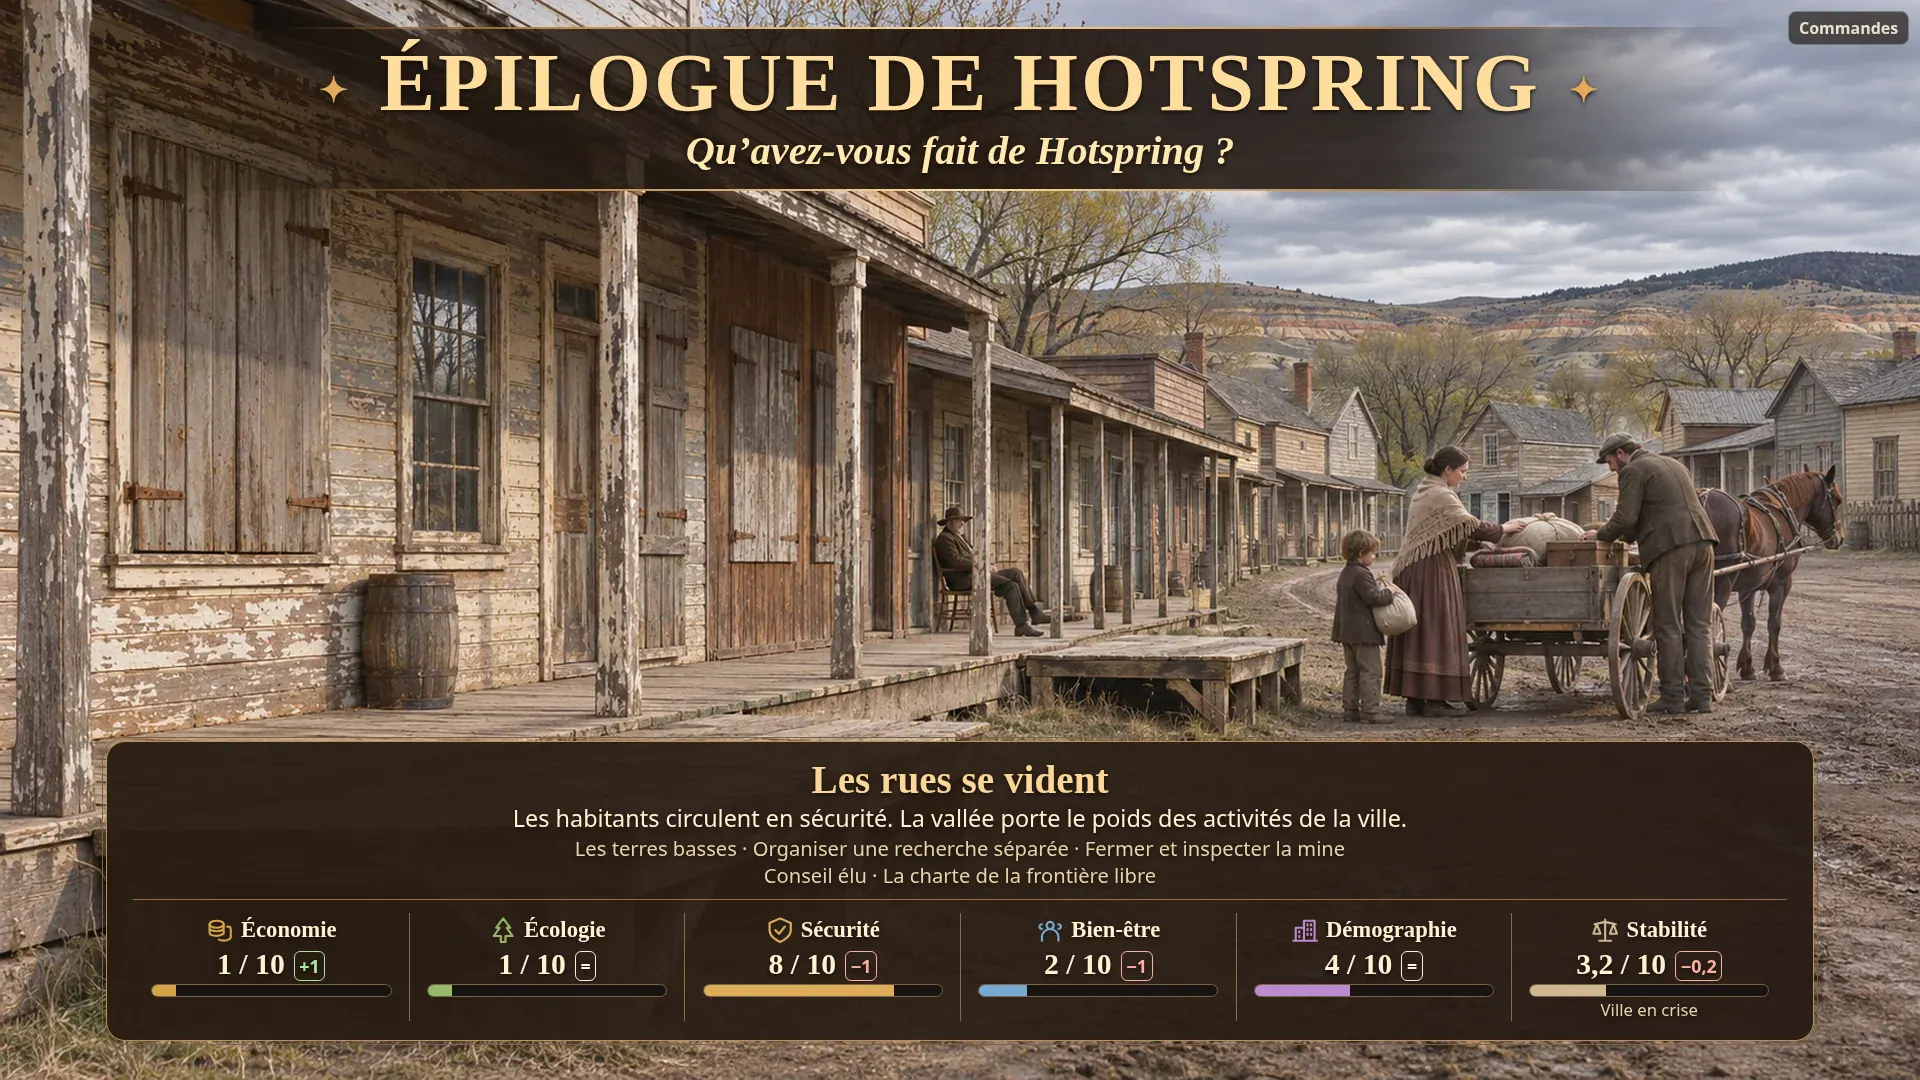 Commandes
ÉPILOGUE DE HOTSPRING
Qu’avez-vous fait de Hotspring ?
Les rues se vident
Les habitants circulent en sécurité. La vallée porte le poids des activités de la ville.
Les terres basses · Organiser une recherche séparée · Fermer et inspecter la mine
Conseil élu · La charte de la frontière libre
Économie
1 / 10 +1
Écologie
1 / 10 =
Sécurité
8 / 10 −1
Bien-être
2 / 10 −1
Démographie
4 / 10 =
Stabilité
3,2 / 10 −0,2
Ville en crise